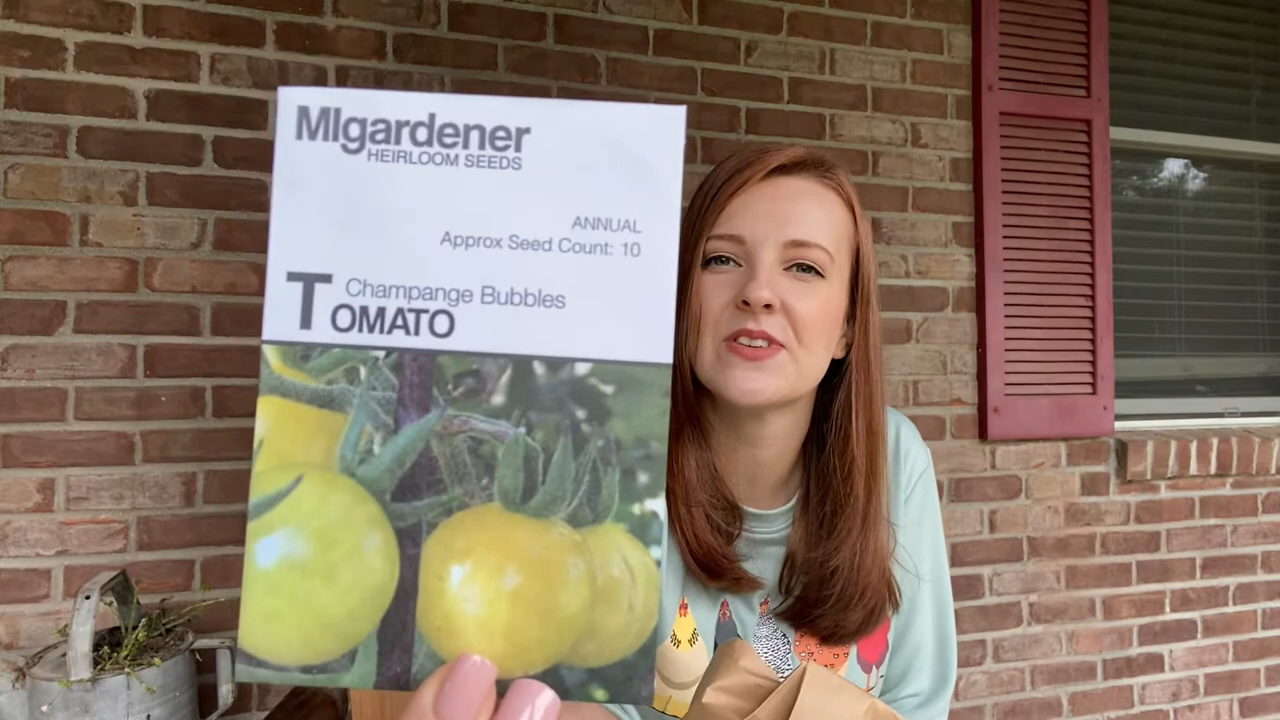 MIgardener
HEIRLOOM SEEDS
ANNUAL
Approx Seed Count: 10
Champange Bubbles
TOMATO